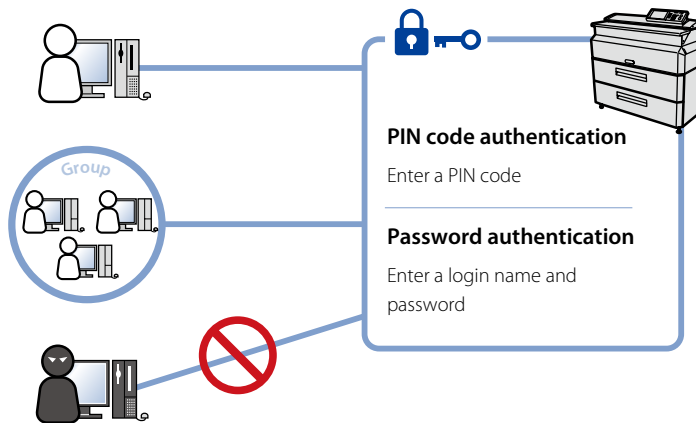 Group
PIN code authentication
Enter a PIN code
Password authentication
Enter a login name and
password